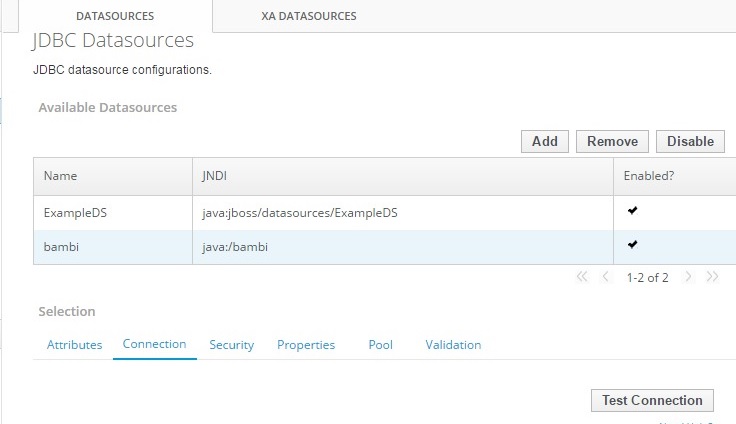 DATASOURCES XA DATASOURCES
JDBC Datasources
JDBC datasource configurations.
Available Datasources
Add Remove Disable
Name JNDI Enabled?
ExampleDS java:jboss/datasources/ExampleDS
bambi java:/bambi
1-2 of 2
Selection
Attributes Connection Security Properties Pool Validation
Test Connection